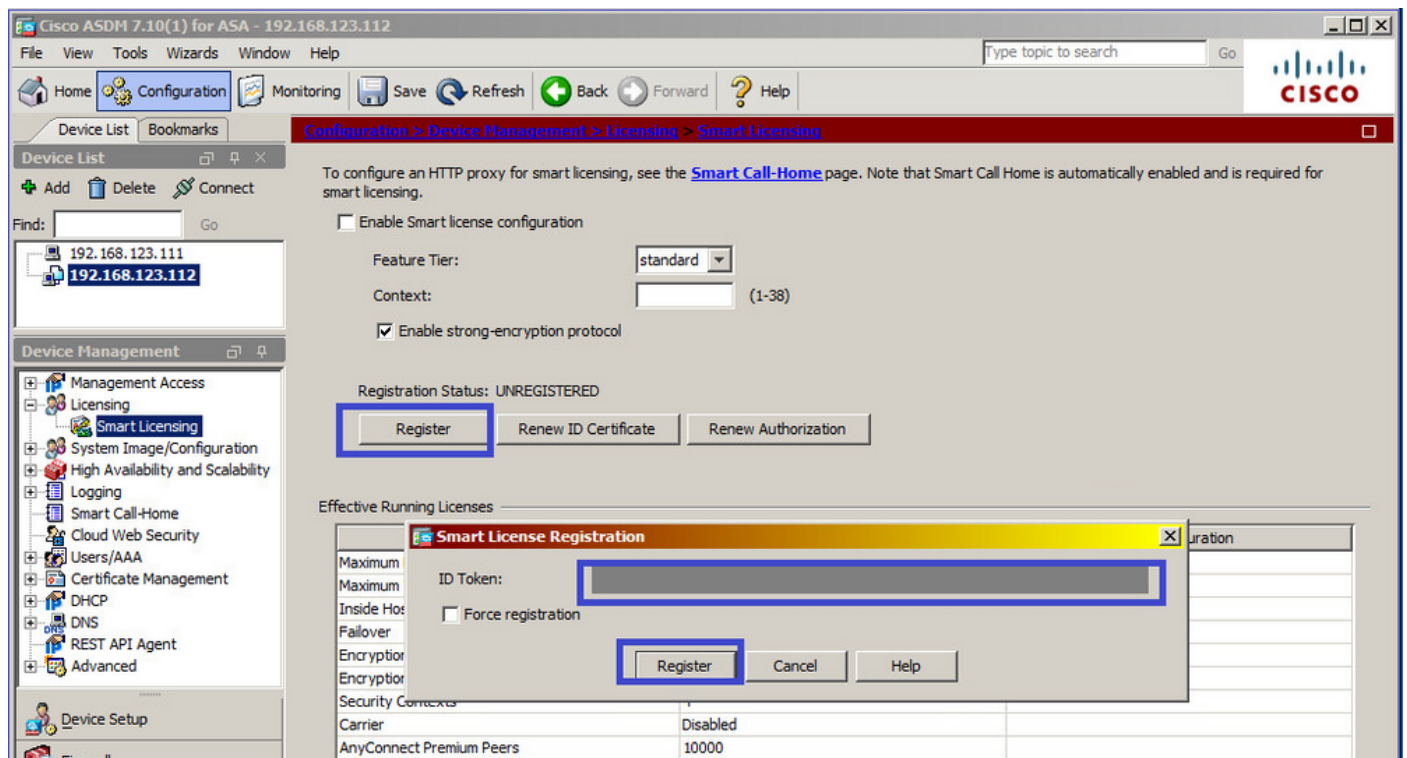 Cisco ASDM 7.10(1) for ASA - 192.168.123.112
File View Tools Wizards Window Help
Type topic to search Go
Home Configuration Monitoring Save Refresh Back Forward Help
CISCO
Device List Bookmarks
Configuration > Device Management > Licensing > Smart Licensing
Device List
Add Delete Connect
Find: Go
192.168.123.111
192.168.123.112
To configure an HTTP proxy for smart licensing, see the Smart Call-Home page. Note that Smart Call Home is automatically enabled and is required for
smart licensing.
Enable Smart license configuration
Feature Tier: standard
Context: (1-38)
Enable strong-encryption protocol
Registration Status: UNREGISTERED
Register Renew ID Certificate Renew Authorization
Device Management
Management Access
Licensing
Smart Licensing
System Image/Configuration
High Availability and Scalability
Logging
Smart Call-Home
Cloud Web Security
Users/AAA
Certificate Management
DHCP
DNS
REST API Agent
Advanced
Device Setup
Effective Running Licenses
Smart License Registration
ID Token:
Force registration
Register Cancel Help
Maximum
Maximum
Inside Hos
Failover
Encryption
Encryption
Security Contexts
Carrier Disabled
AnyConnect Premium Peers 10000